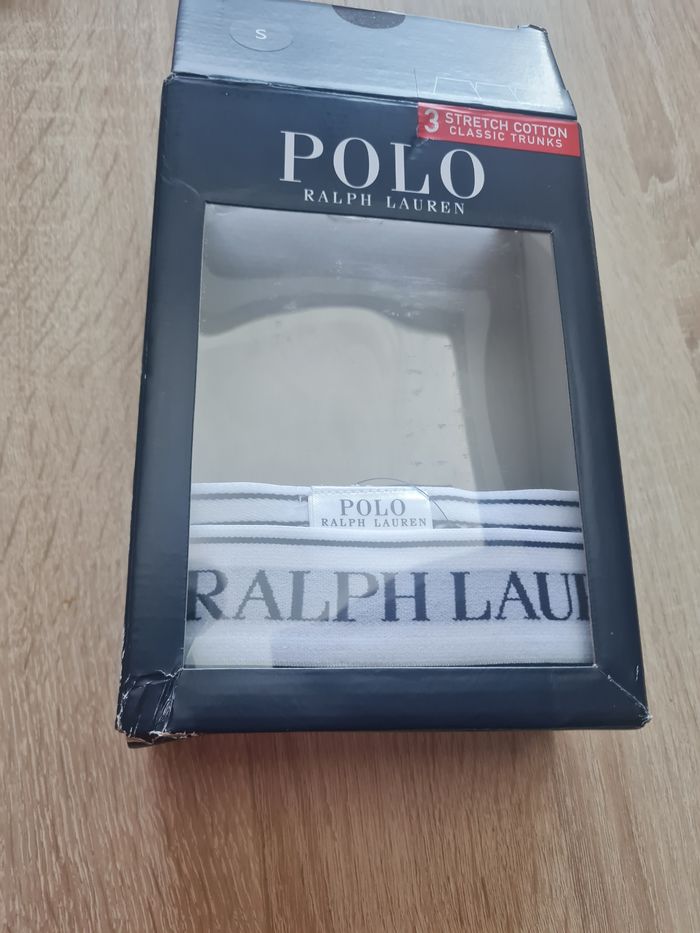 S
3 STRETCH COTTON
CLASSIC TRUNKS
POLO
RALPH LAUREN
POLO
RALPH LAUREN
RALPH LAU